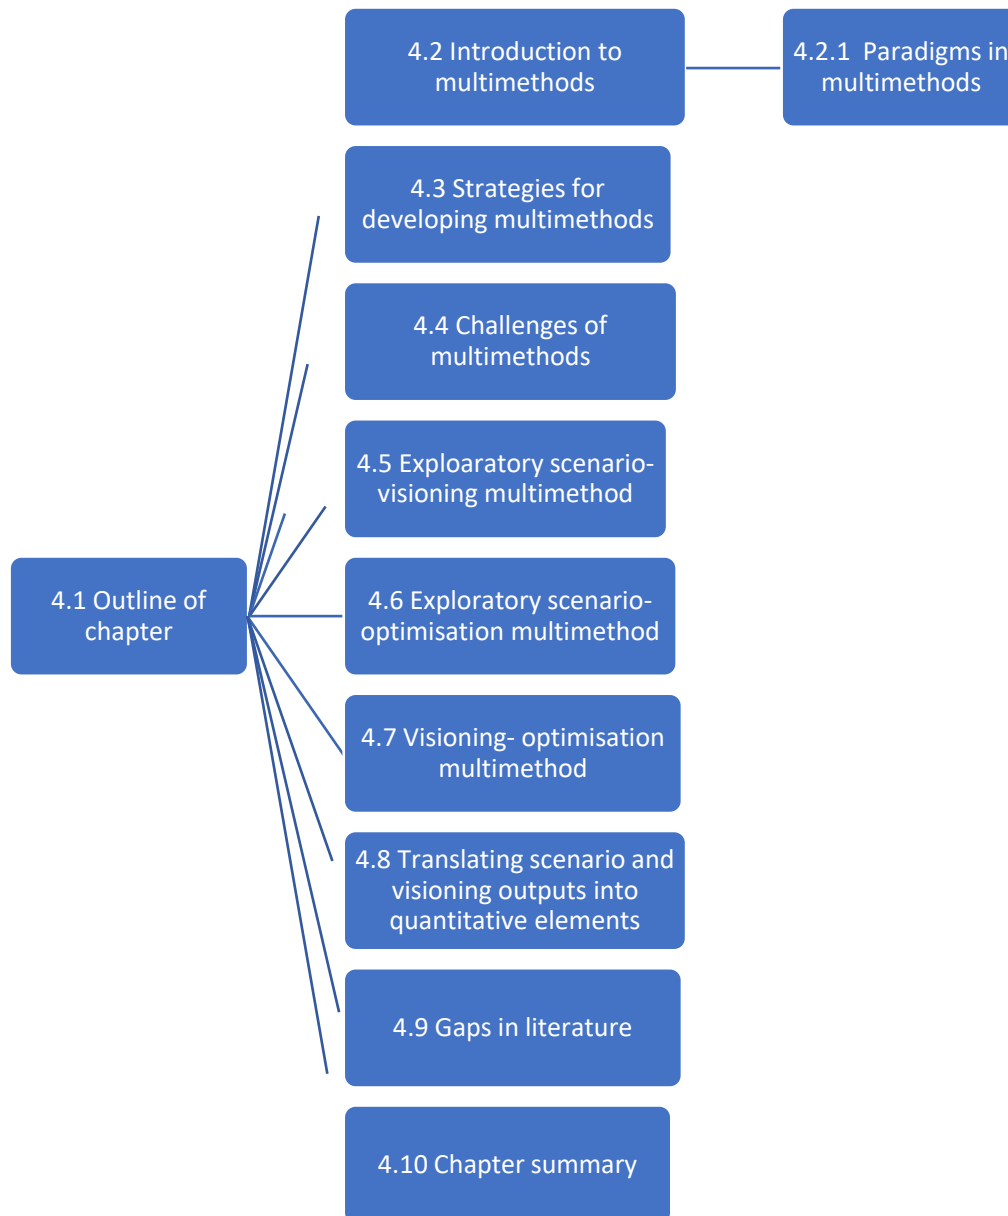 4.2 Introduction to
multimethods
4.2.1  Paradigms in
multimethods
4.3 Strategies for
developing multimethods
4.4 Challenges of
multimethods
4.5 Exploaratory scenario-
visioning multimethod
4.1 Outline of
chapter
4.6 Exploratory scenario-
optimisation multimethod
4.7 Visioning- optimisation
multimethod
4.8 Translating scenario and
visioning outputs into
quantitative elements
4.9 Gaps in literature
4.10 Chapter summary